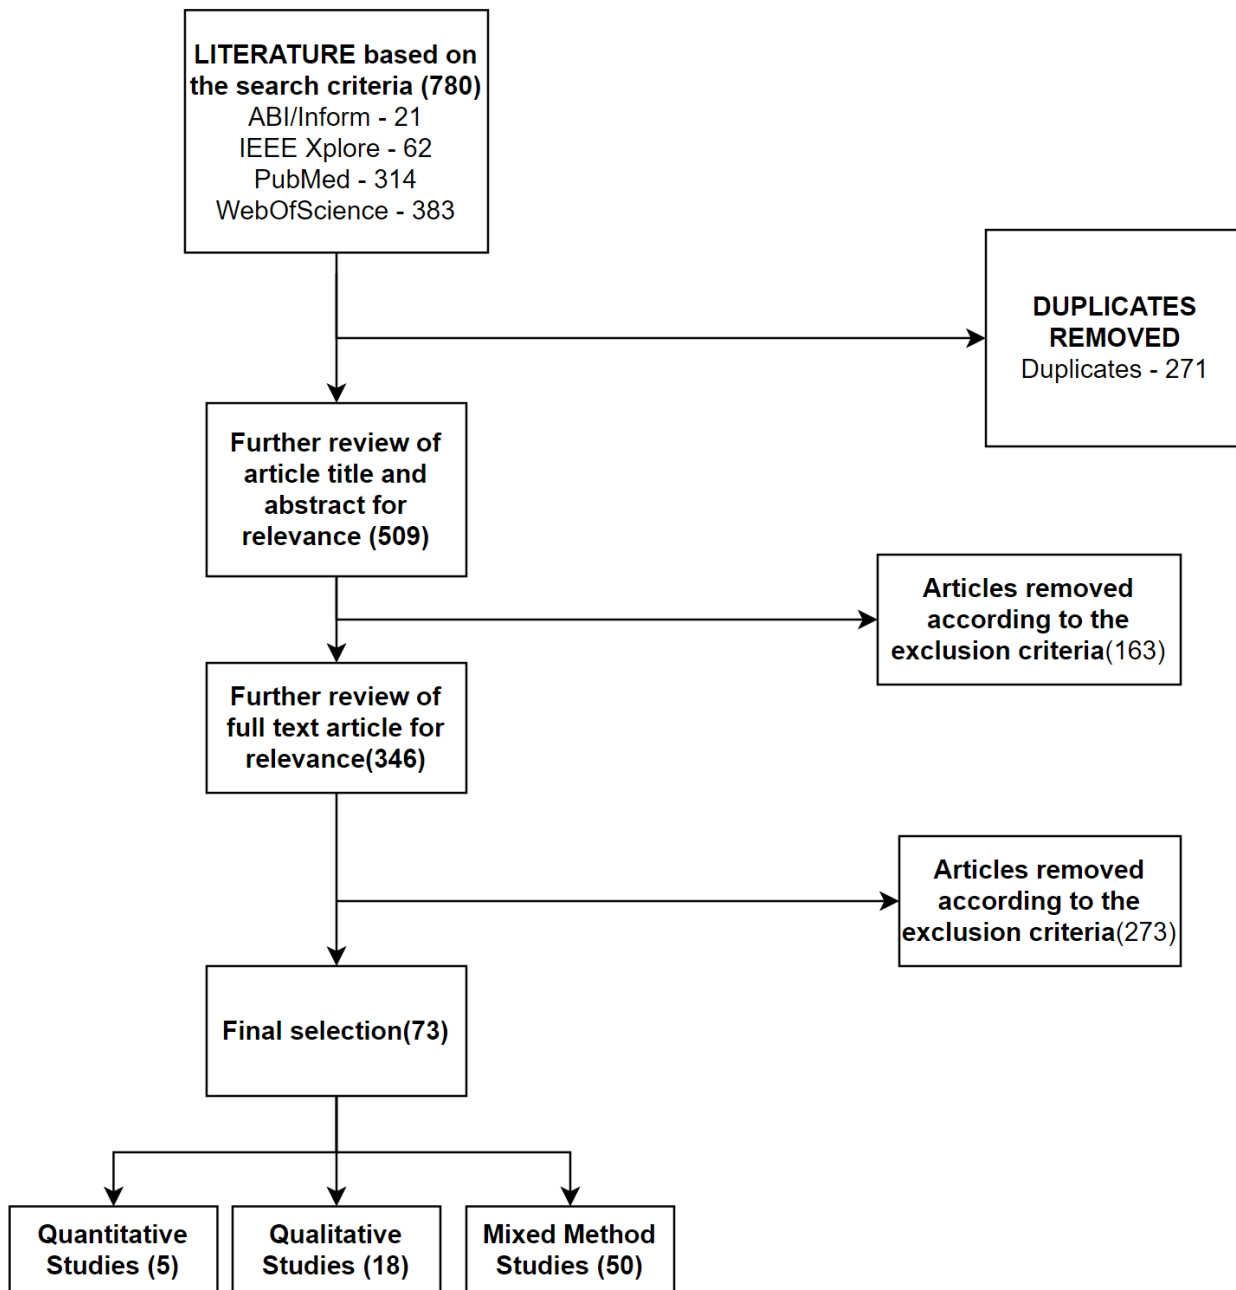 LITERATURE based on
the search criteria (780)
ABI/Inform - 21
IEEE Xplore - 62
PubMed - 314
WebOfScience - 383
DUPLICATES
REMOVED
Duplicates - 271
Further review of
article title and
abstract for
relevance (509)
Articles removed
according to the
exclusion criteria(163)
Further review of
full text article for
relevance(346)
Articles removed
according to the
exclusion criteria(273)
Final selection(73)
Quantitative
Studies (5)
Qualitative
Studies (18)
Mixed Method
Studies (50)